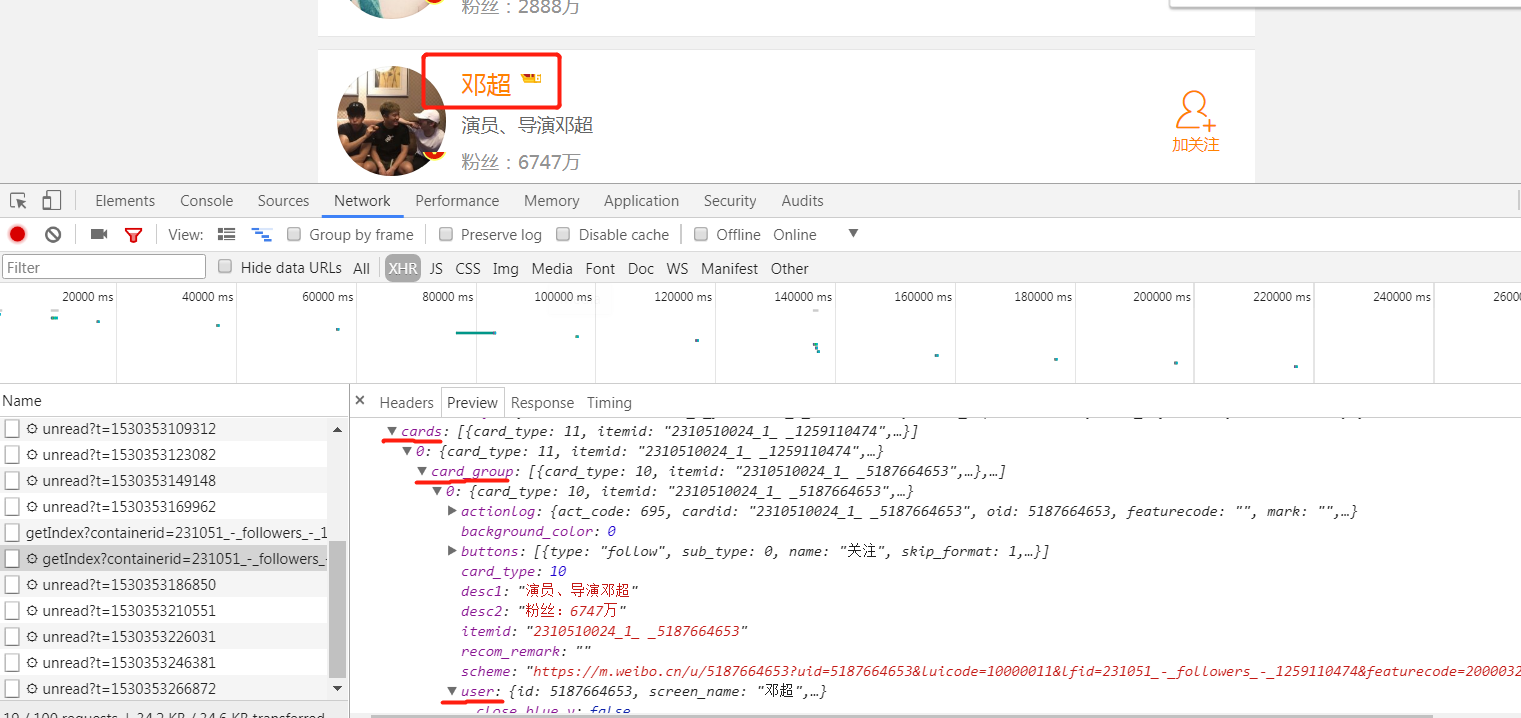 粉丝：2888万
邓超
演员、导演邓超
粉丝：6747万
加关注
Elements Console Sources Network Performance Memory Application Security Audits
View: Group by frame Preserve log Disable cache Offline Online
Filter Hide data URLs All XHR JS CSS Img Media Font Doc WS Manifest Other
20000 ms 40000 ms 60000 ms 80000 ms 100000 ms 120000 ms 140000 ms 160000 ms 180000 ms 200000 ms 220000 ms 240000 ms 2600
Name
unread?t=1530353109312
unread?t=1530353123082
unread?t=1530353149148
unread?t=1530353169962
getIndex?containerid=231051_-_followers_-_1
getIndex?containerid=231051_-_followers_-
unread?t=1530353186850
unread?t=1530353210551
unread?t=1530353226031
unread?t=1530353246381
unread?t=1530353266872
19 / 100 requests | 34.2 KB / 34.6 KB transferred
Headers Preview Response Timing
cards: [{card_type: 11, itemid: "2310510024_1_ _1259110474",…}]
0: {card_type: 11, itemid: "2310510024_1_ _1259110474",…}
card_group: [{card_type: 10, itemid: "2310510024_1_ _5187664653",…},…]
0: {card_type: 10, itemid: "2310510024_1_ _5187664653",…}
actionlog: {act_code: 695, cardid: "2310510024_1_ _5187664653", oid: 5187664653, featurecode: "", mark: "",…}
background_color: 0
buttons: [{type: "follow", sub_type: 0, name: "关注", skip_format: 1,…}]
card_type: 10
desc1: "演员、导演邓超"
desc2: "粉丝：6747万"
itemid: "2310510024_1_ _5187664653"
recom_remark: ""
scheme: "https://m.weibo.cn/u/5187664653?uid=5187664653&luicode=10000011&lfid=231051_-_followers_-_1259110474&featurecode=2000032
user: {id: 5187664653, screen_name: "邓超",…}
close_blue_v: false